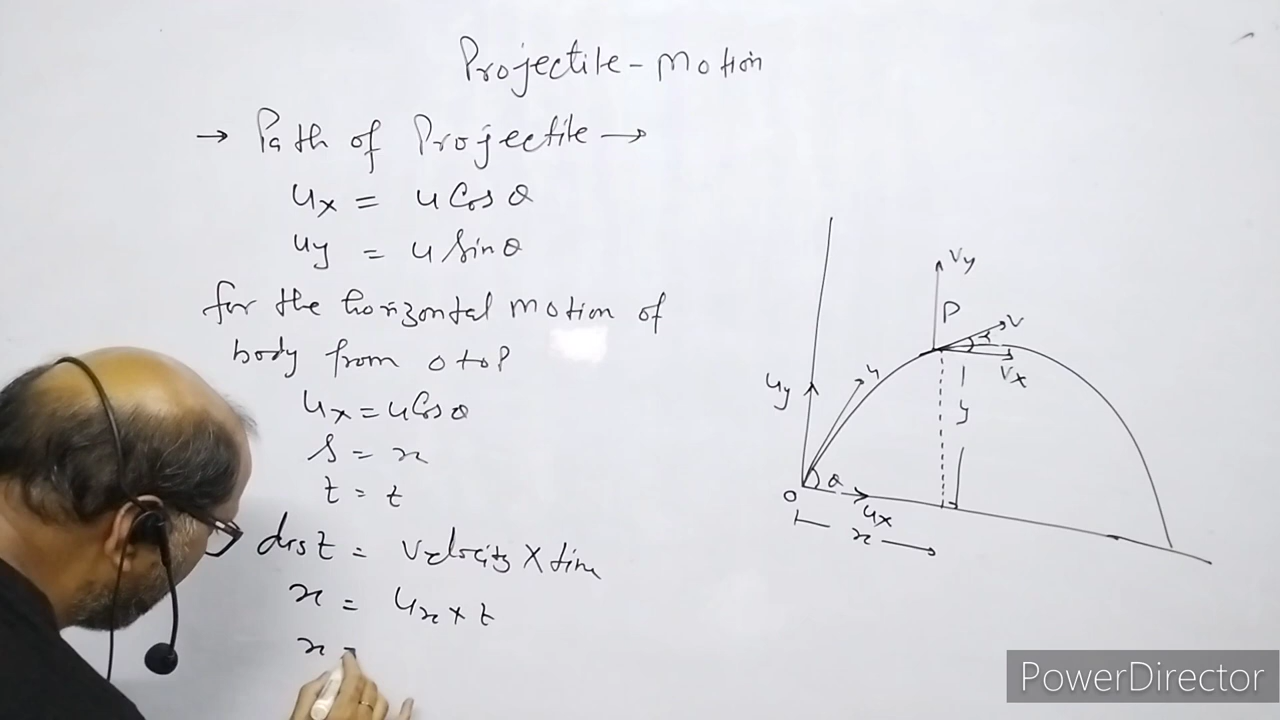 Projectile - Motion
→ Path of Projectile →
ux = u Cos θ
uy = u Sin θ
for the horizontal motion of
body from O to P
ux = u Cos θ
S = x
t = t
dist = Velocity × time
x = ux × t
x =
Vy
P
V
α
Vx
uy
u
y
θ
O
ux
x
PowerDirector